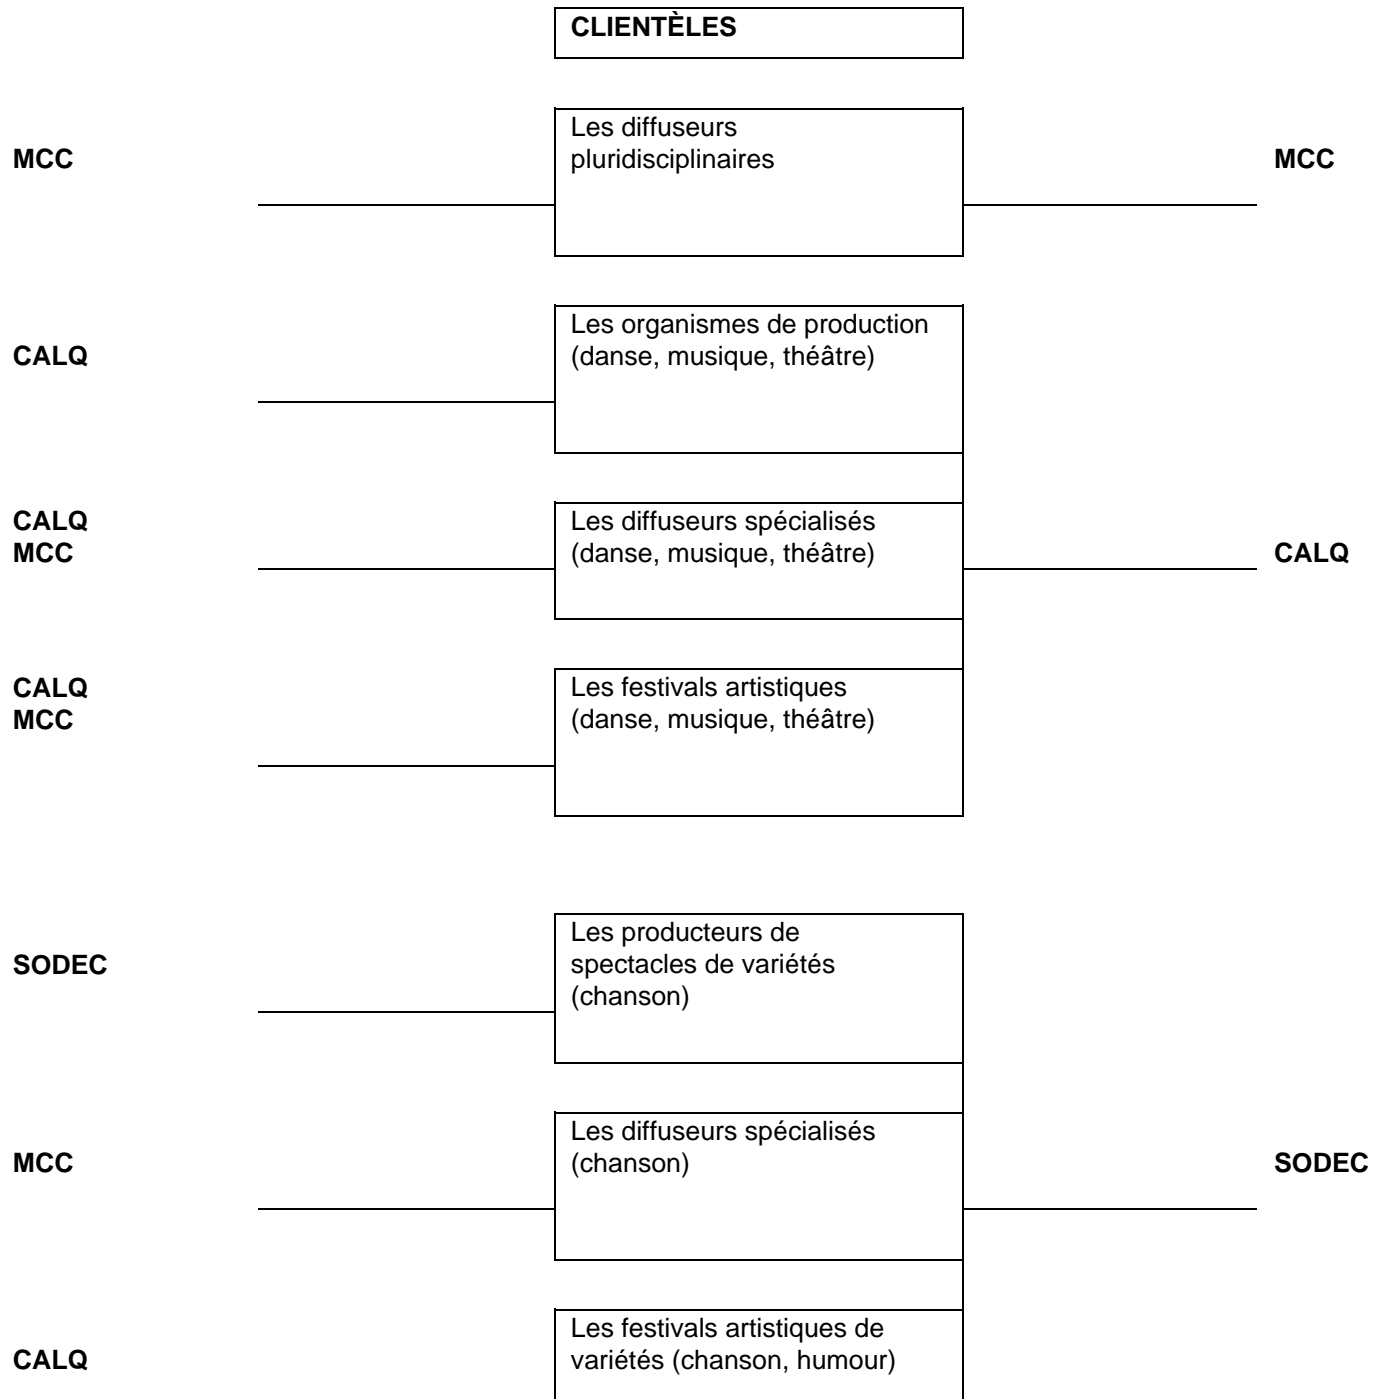 CLIENTÈLES
Les diffuseurs
MCC pluridisciplinaires MCC
Les organismes de production
CALQ (danse, musique, théâtre)
CALQ Les diffuseurs spécialisés
MCC (danse, musique, théâtre) CALQ
CALQ Les festivals artistiques
MCC (danse, musique, théâtre)
Les producteurs de
SODEC spectacles de variétés
(chanson)
Les diffuseurs spécialisés
MCC (chanson) SODEC
Les festivals artistiques de
CALQ variétés (chanson, humour)